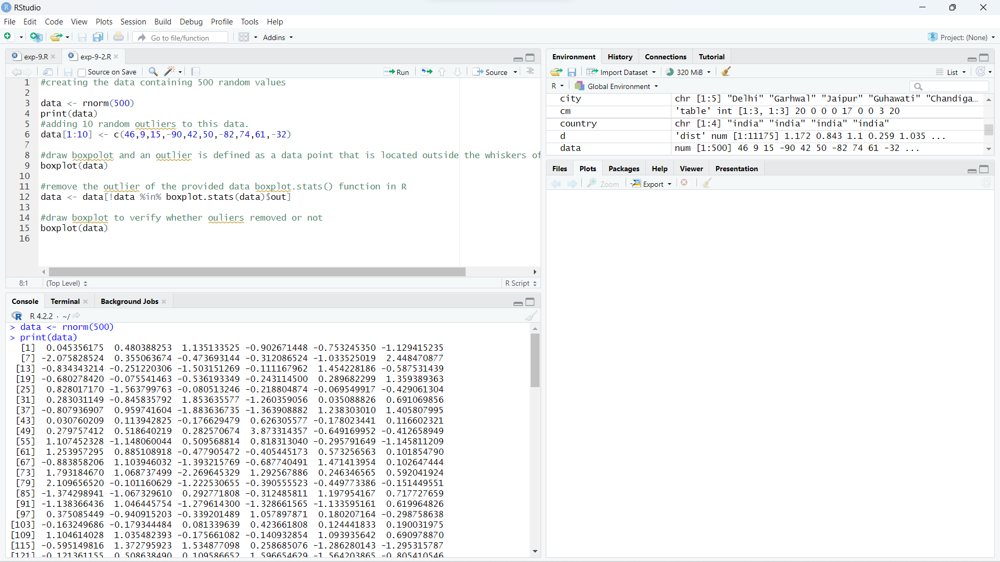 RStudio
File Edit Code View Plots Session Build Debug Profile Tools Help
Go to file/function Addins Project: (None)
exp-9.R exp-9-2.R
Source on Save Run Source
1 #creating the data containing 500 random values
2
3 data <- rnorm(500)
4 print(data)
5 #adding 10 random outliers to this data.
6 data[1:10] <- c(46,9,15,-90,42,50,-82,74,61,-32)
7
8 #draw boxpolot and an outlier is defined as a data point that is located outside the whiskers of
9 boxplot(data)
10
11 #remove the outlier of the provided data boxplot.stats() function in R
12 data <- data[!data %in% boxplot.stats(data)$out]
13
14 #draw boxplot to verify whether ouliers removed or not
15 boxplot(data)
16
8:1 (Top Level) R Script
Console Terminal Background Jobs
R 4.2.2 · ~/
> data <- rnorm(500)
> print(data)
[1] 0.045356175 0.480388253 1.135133525 -0.902671448 -0.753245350 -1.129415235
[7] -2.075828524 0.355063674 -0.473693144 -0.312086524 -1.033525019 2.448470877
[13] -0.834343214 -0.251220306 -1.503151269 -0.111167962 1.454228186 -0.587531439
[19] -0.680278420 -0.075541463 -0.536193349 -0.243114500 0.289682299 1.359389363
[25] 0.828017170 -1.563799763 -0.080513246 -0.218804874 -0.069549917 -0.429061304
[31] 0.283031149 -0.845835792 1.853635577 -1.260359056 0.035088826 0.691069856
[37] -0.807936907 0.959741604 -1.883636735 -1.363908882 1.238303010 1.405807995
[43] 0.030760209 0.113942825 -0.176629479 0.626305577 -0.178023441 0.116602321
[49] 0.279757412 0.518640219 0.282570674 3.873314357 -0.649169952 -0.412658949
[55] 1.107452328 -1.148060044 0.509568814 0.818313040 -0.295791649 -1.145811209
[61] 1.253957295 0.885108918 -0.477905472 -0.405445173 0.573256563 0.101854790
[67] -0.883858206 1.103946032 -1.393215769 -0.687740491 1.471413954 0.102647444
[73] 1.793184670 1.068737499 -2.269645329 1.292567886 0.246346565 0.592041924
[79] 2.109656520 -0.101160629 -1.222530655 -0.390555523 -0.449773386 -0.151449551
[85] -1.374298941 -1.067329610 0.292771808 -0.312485811 1.197954167 0.717727659
[91] -1.138366436 1.046445754 -1.279614300 -1.328661565 -1.133595161 0.619964826
[97] 0.375085449 -0.940915203 -0.339201489 1.057897871 0.180207164 -0.298758638
[103] -0.163249686 -0.179344484 0.081339639 0.423661808 0.124441833 0.190031975
[109] 1.104614028 1.035482393 -0.175661082 -0.140932854 1.093935642 0.690978870
[115] -0.595149816 1.372795923 1.534877098 0.258685076 -1.286280143 -1.295315787
[121] -0.121361155 0.508638490 0.109586652 1.596654629 -1.564203865 -0.805410546
Environment History Connections Tutorial
Import Dataset 320 MiB List
R Global Environment
city chr [1:5] "Delhi" "Garhwal" "Jaipur" "Guhawati" "Chandiga…
cm 'table' int [1:3, 1:3] 20 0 0 0 17 0 0 3 20
country chr [1:4] "india" "india" "india" "india"
d 'dist' num [1:11175] 1.172 0.843 1.1 0.259 1.035 ...
data num [1:500] 46 9 15 -90 42 50 -82 74 61 -32 ...
Files Plots Packages Help Viewer Presentation
Zoom Export